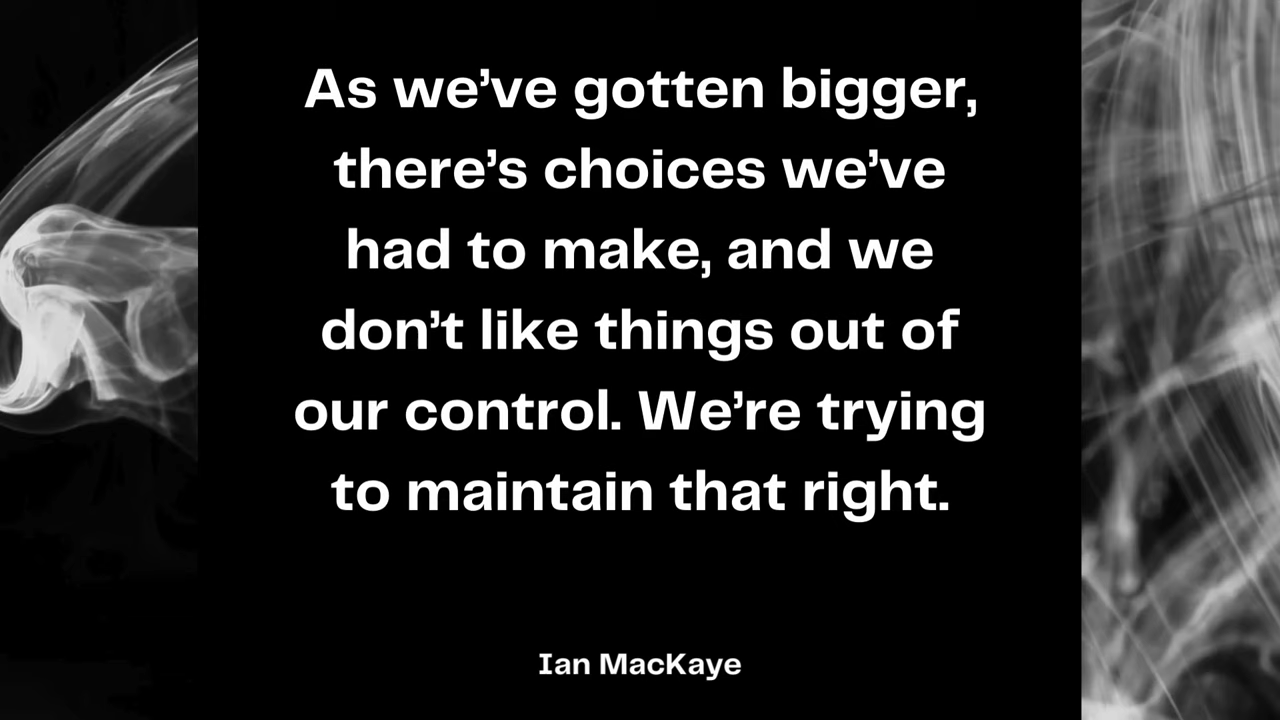 As we’ve gotten bigger,
there’s choices we’ve
had to make, and we
don’t like things out of
our control. We’re trying
to maintain that right.
Ian MacKaye